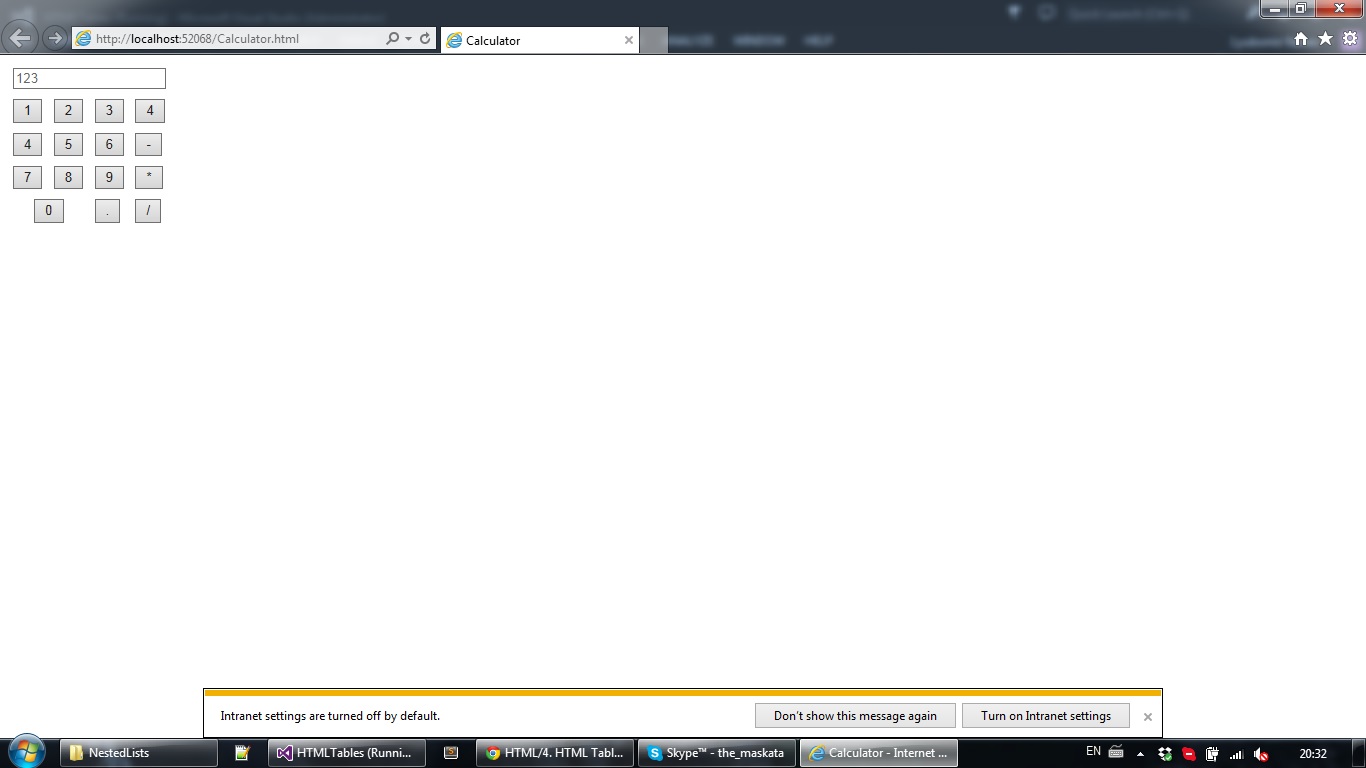 http://localhost:52068/Calculator.html
Calculator
HELP
123
1 2 3 4
4 5 6 -
7 8 9 *
0 . /
Intranet settings are turned off by default.
Don't show this message again
Turn on Intranet settings
NestedLists
HTMLTables (Runni...
HTML/4. HTML Tabl...
Skype™ - the_maskata
Calculator - Internet ...
EN
20:32